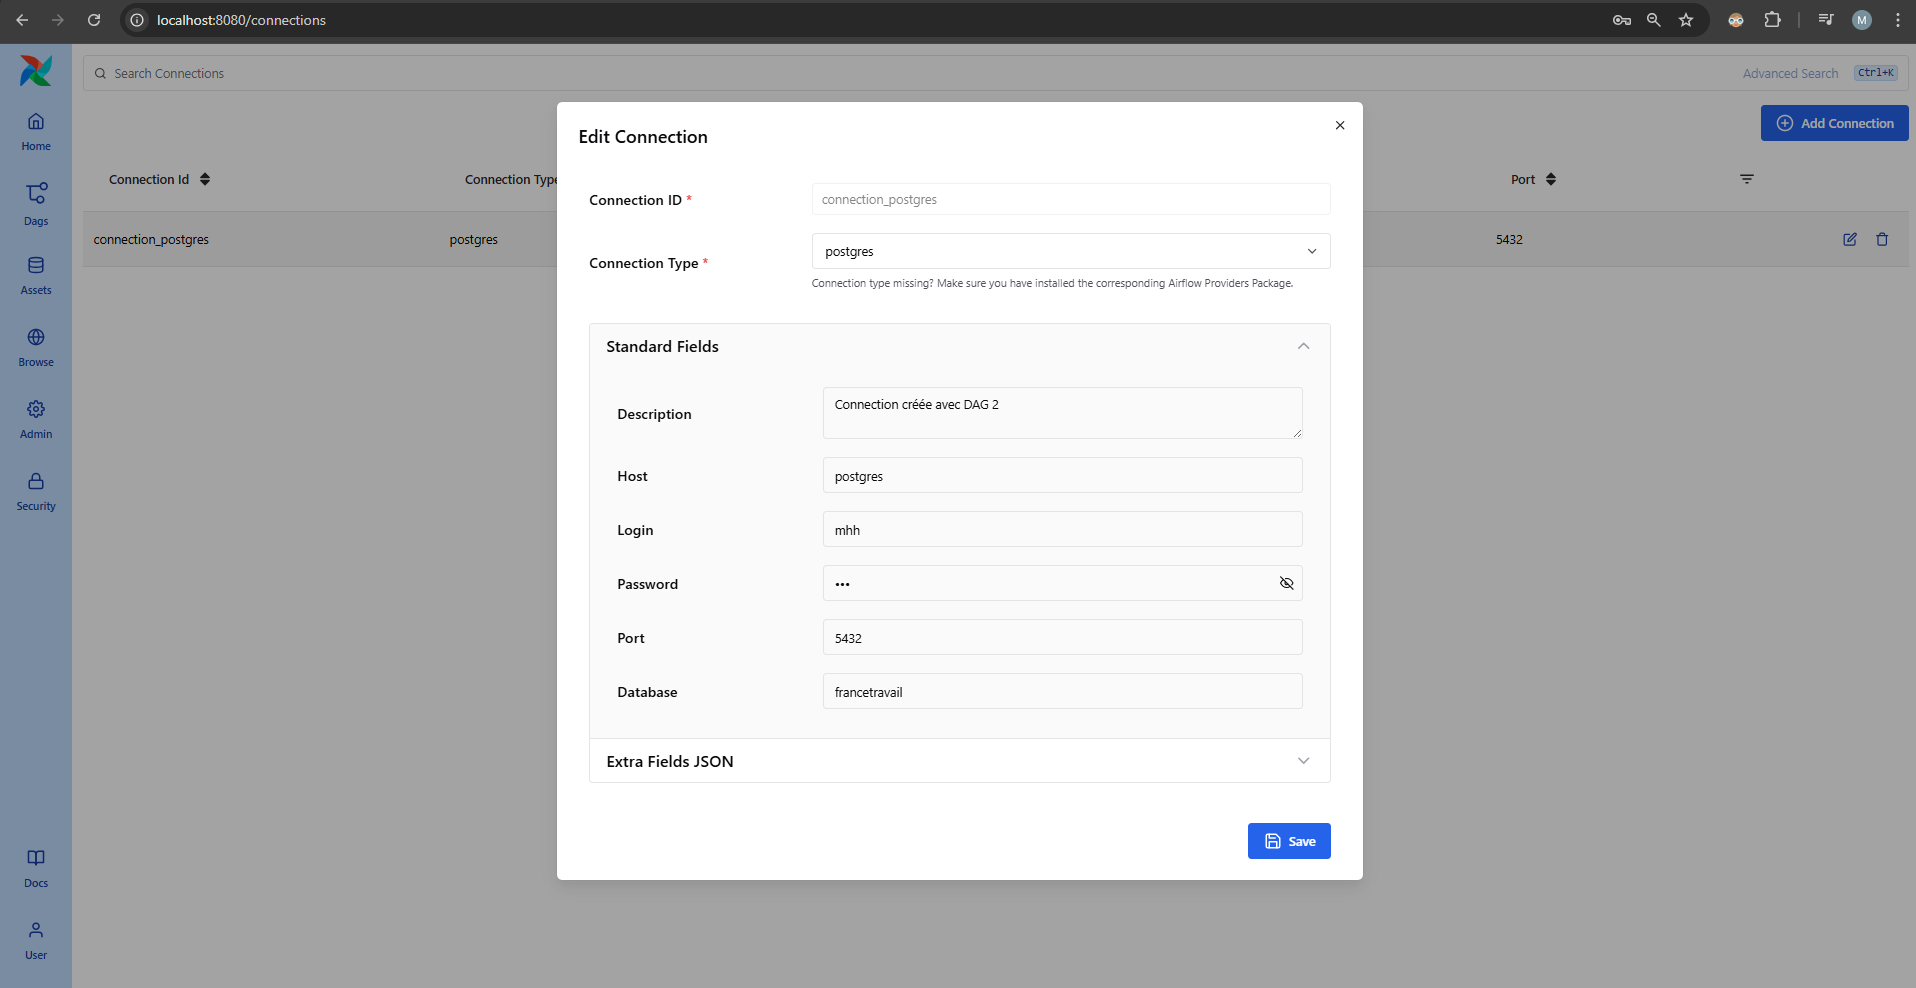 localhost:8080/connections
M
Search Connections
Advanced Search Ctrl+K
Add Connection
Home
Dags
Assets
Browse
Admin
Security
Docs
User
Connection Id Connection Type Port
connection_postgres postgres 5432
Edit Connection
Connection ID * connection_postgres
Connection Type * postgres
Connection type missing? Make sure you have installed the corresponding Airflow Providers Package.
Standard Fields
Description Connection créée avec DAG 2
Host postgres
Login mhh
Password •••
Port 5432
Database francetravail
Extra Fields JSON
Save